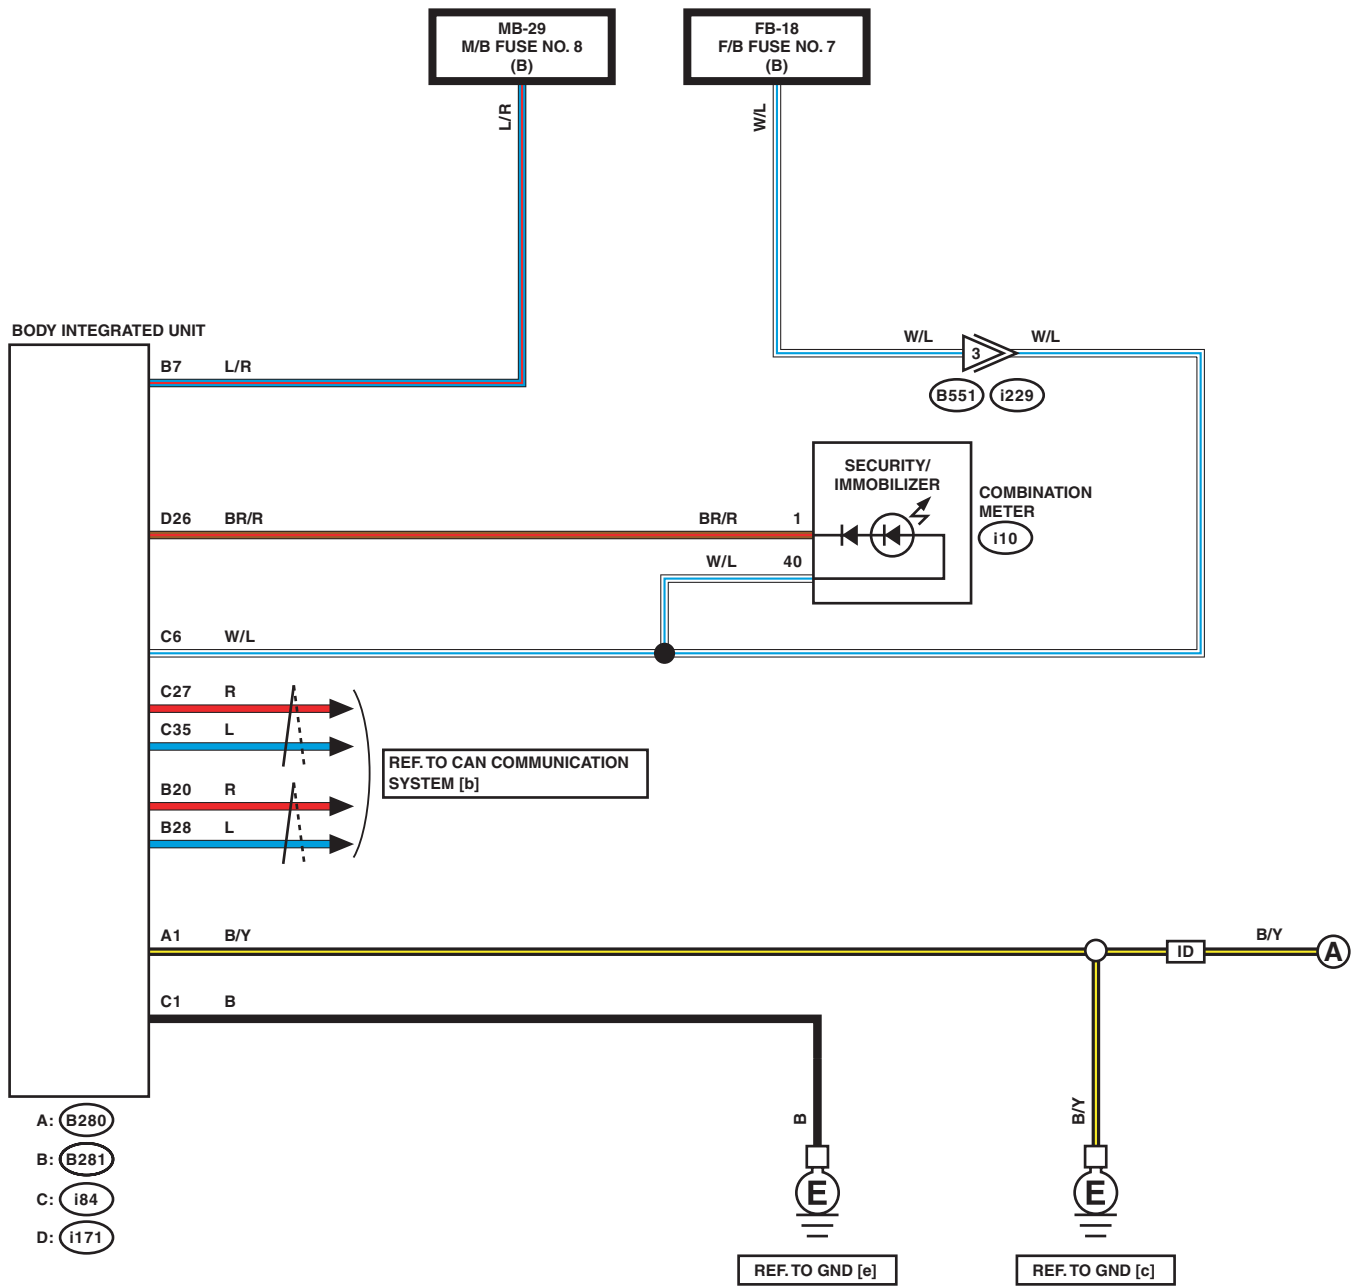 MB-29
M/B FUSE NO. 8
(B)
FB-18
F/B FUSE NO. 7
(B)
L/R
W/L
BODY INTEGRATED UNIT
W/L
3
W/L
B551
i229
B7 L/R
SECURITY/
IMMOBILIZER
COMBINATION
METER
i10
D26 BR/R
BR/R 1
W/L 40
C6 W/L
C27 R
C35 L
REF. TO CAN COMMUNICATION
SYSTEM [b]
B20 R
B28 L
A1 B/Y
ID
B/Y
A
C1 B
B
B/Y
A: B280
B: B281
C: i84
D: i171
E
E
REF. TO GND [e]
REF. TO GND [c]